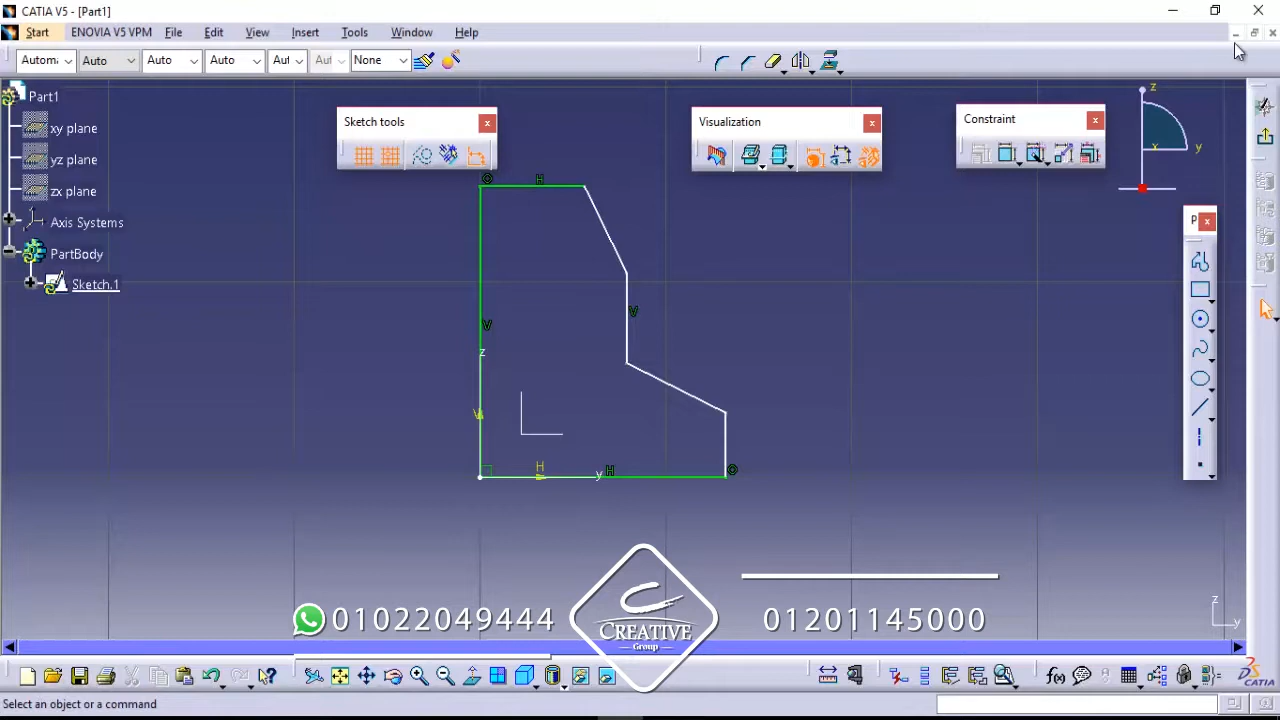 CATIA V5 - [Part1]
Start ENOVIA V5 VPM File Edit View Insert Tools Window Help
Auto Auto Auto None
Part1
xy plane
yz plane
zx plane
Axis Systems
PartBody
Sketch.1
Sketch tools
Visualization
Constraint
P
z
x
y
H
V
V
z
V
H
y
H
01022049444
CREATIVE
Group
01201145000
z
y
CATIA
Select an object or a command